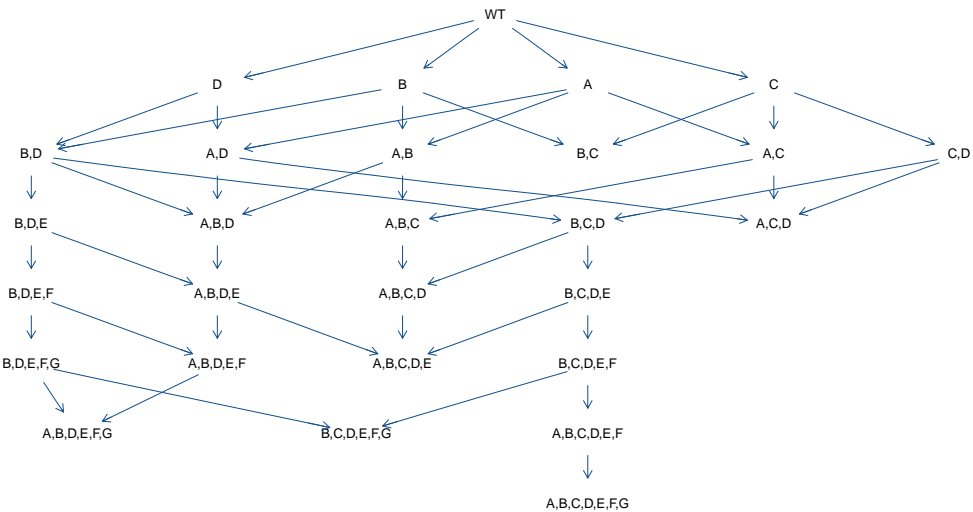 WT
D B A C
B,D A,D A,B B,C A,C C,D
B,D,E A,B,D A,B,C B,C,D A,C,D
B,D,E,F A,B,D,E A,B,C,D B,C,D,E
B,D,E,F,G A,B,D,E,F A,B,C,D,E B,C,D,E,F
A,B,D,E,F,G B,C,D,E,F,G A,B,C,D,E,F
A,B,C,D,E,F,G